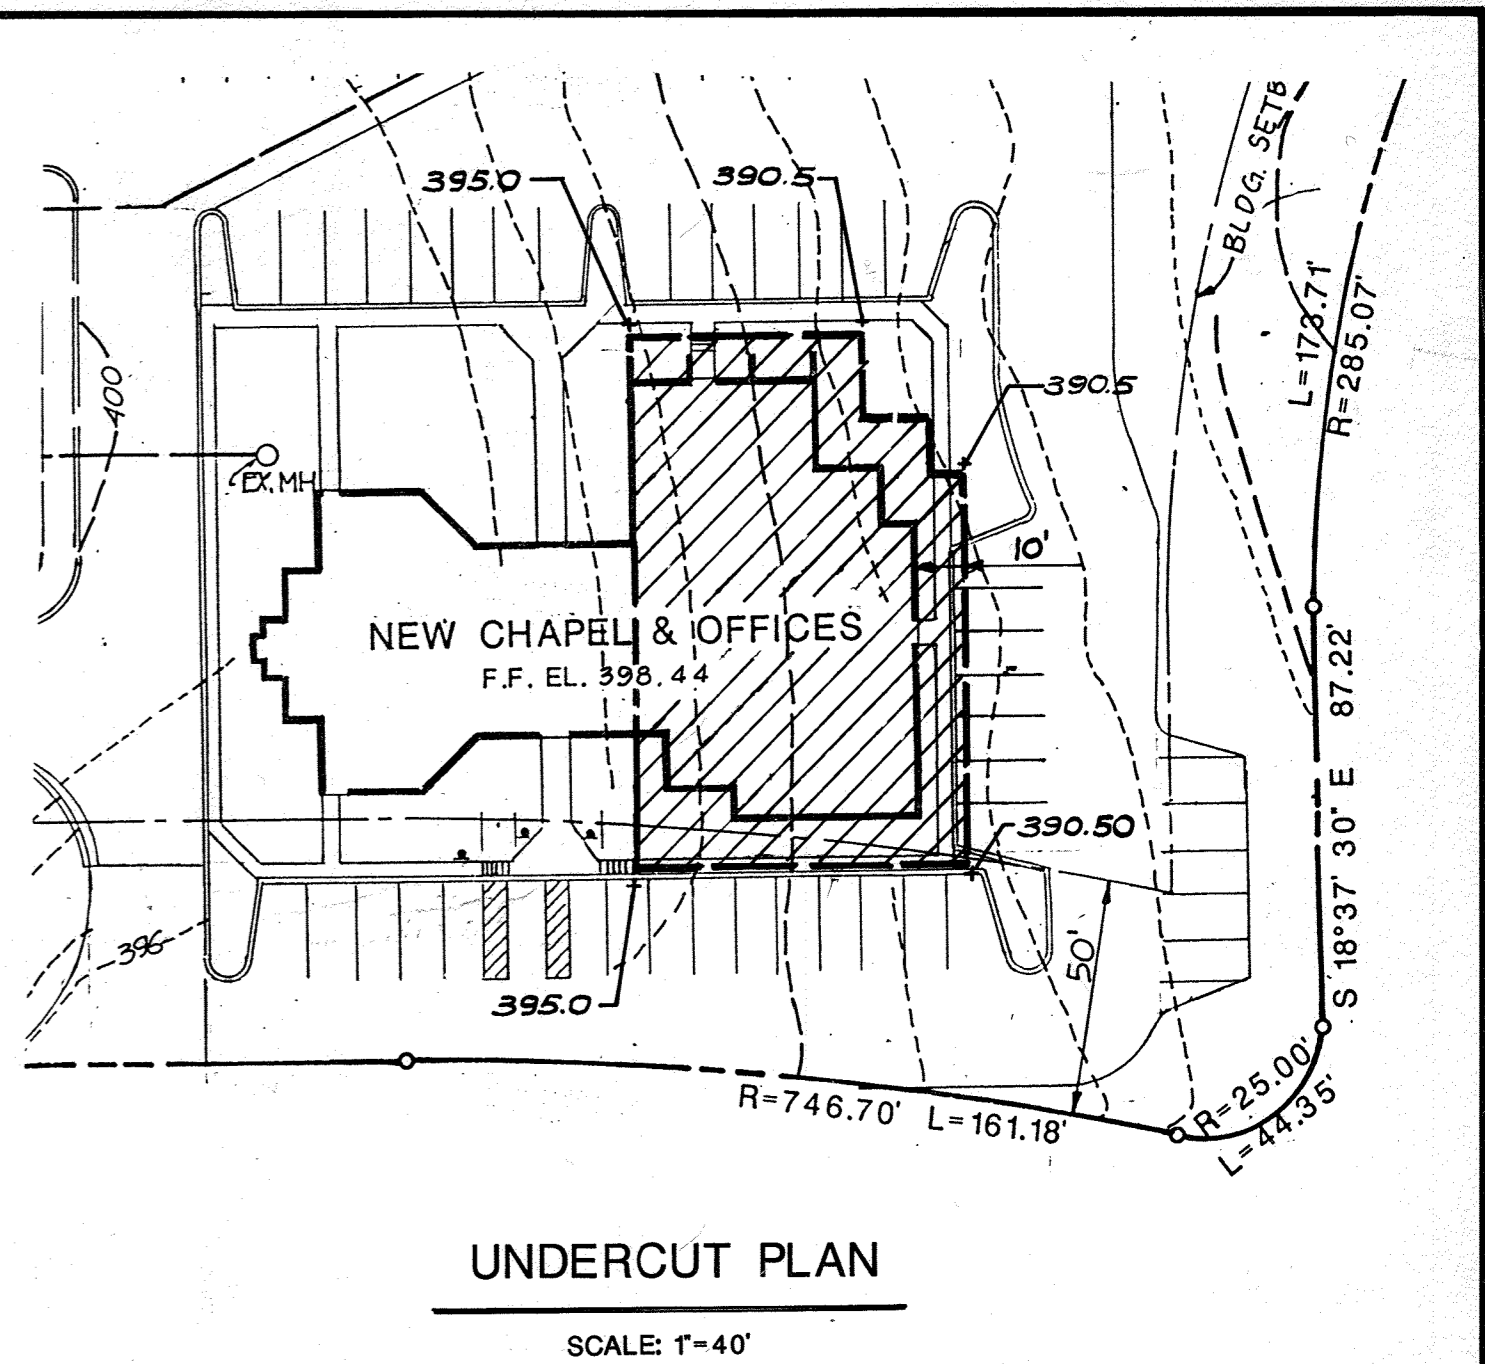 395.0
390.5
BLDG. SETB
L=173.71'
R=285.07'
400
390.5
EX. MH
10'
NEW CHAPEL & OFFICES
F.F. EL. 398.44
87.22'
S 18°37' 30" E
390.50
396
50'
395.0
R=746.70' L=161.18'
R=25.00'
L=44.35'
UNDERCUT PLAN
SCALE: 1"=40'